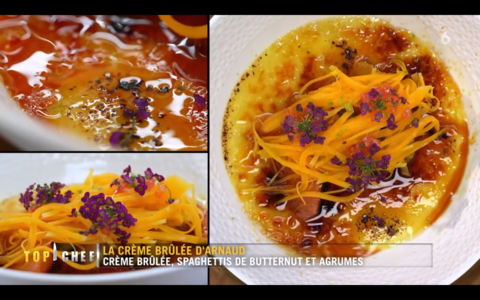 LA CRÈME BRÛLÉE D'ARNAUD
TOP CHEF
CRÈME BRÛLÉE, SPAGHETTIS DE BUTTERNUT ET AGRUMES
6